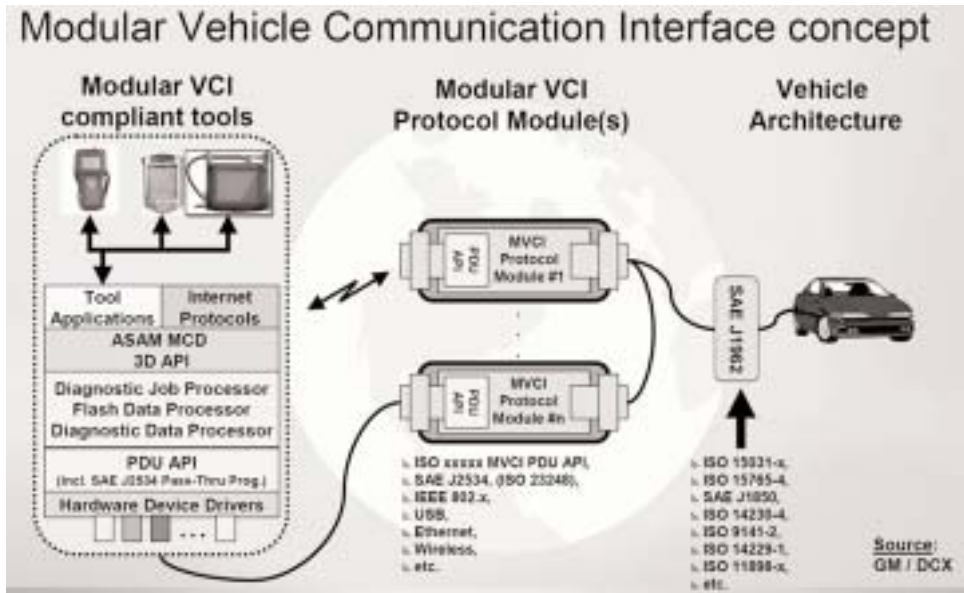 Modular Vehicle Communication Interface concept
Modular VCI
compliant tools
Tool
Applications
Internet
Protocols
ASAM MCD
3D API
Diagnostic Job Processor
Flash Data Processor
Diagnostic Data Processor
PDU API
(Incl. SAE J2534 Pass-Thru Prog.)
Hardware Device Drivers
...
Modular VCI
Protocol Module(s)
PDU
API
MVCI
Protocol
Module #1
PDU
API
MVCI
Protocol
Module #n
ISO xxxxx MVCI PDU API,
SAE J2534, (ISO 23248),
IEEE 802.x,
USB,
Ethernet,
Wireless,
etc.
Vehicle
Architecture
SAE J1962
ISO 15031-x,
ISO 15765-4,
SAE J1850,
ISO 14230-4,
ISO 9141-2,
ISO 14229-1,
ISO 11898-x,
etc.
Source:
GM / DCX